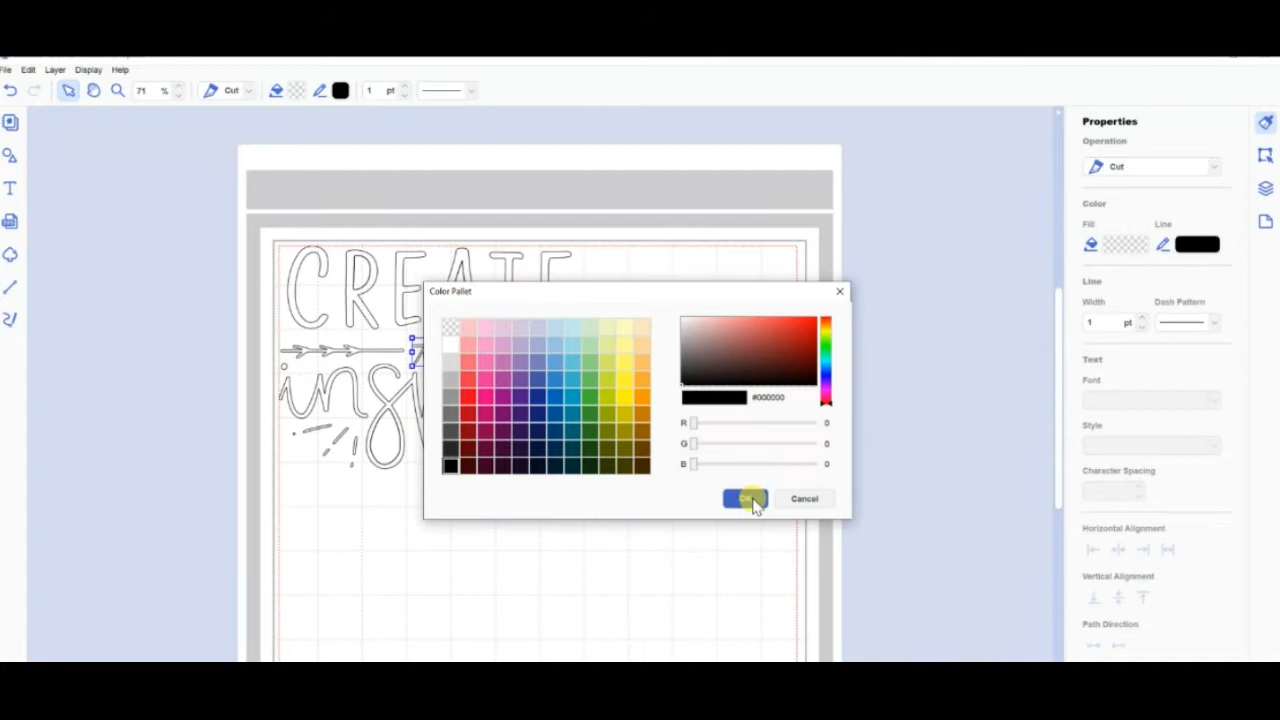 File Edit Layer Display Help
71 % Cut 1 pt
CREATE
Color Pallet
#000000
R 0
G 0
B 0
Cancel
Properties
Operation
Cut
Color
Fill Line
Line
Width Dash Pattern
1 pt
Text
Font
Style
Character Spacing
Horizontal Alignment
Vertical Alignment
Path Direction